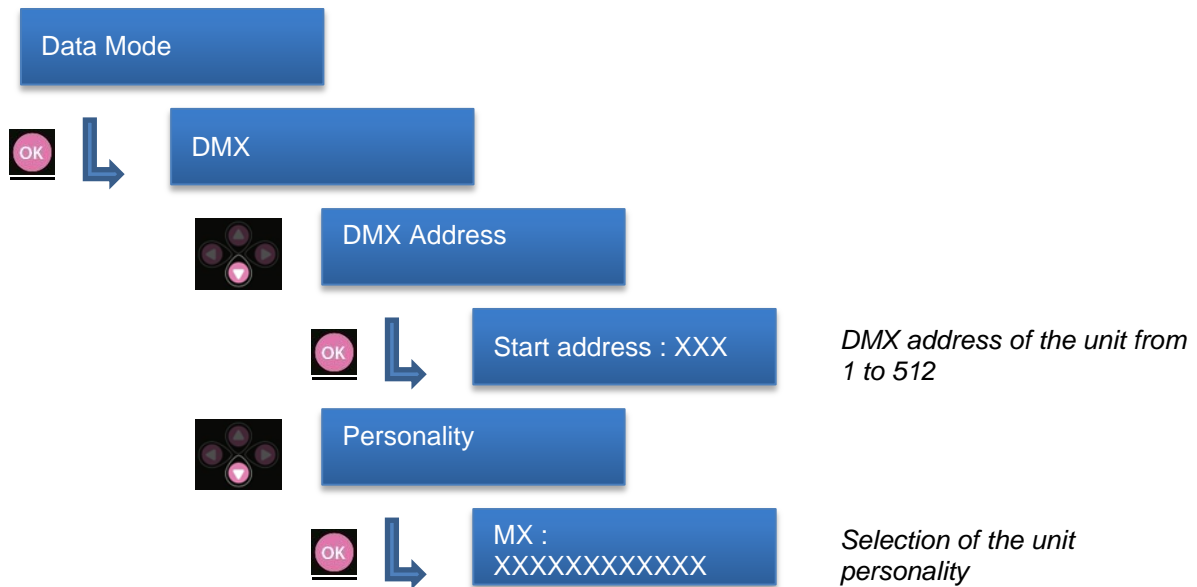 Data Mode
OK
DMX
DMX Address
OK
Start address : XXX
DMX address of the unit from
1 to 512
Personality
OK
MX :
XXXXXXXXXXXX
Selection of the unit
personality